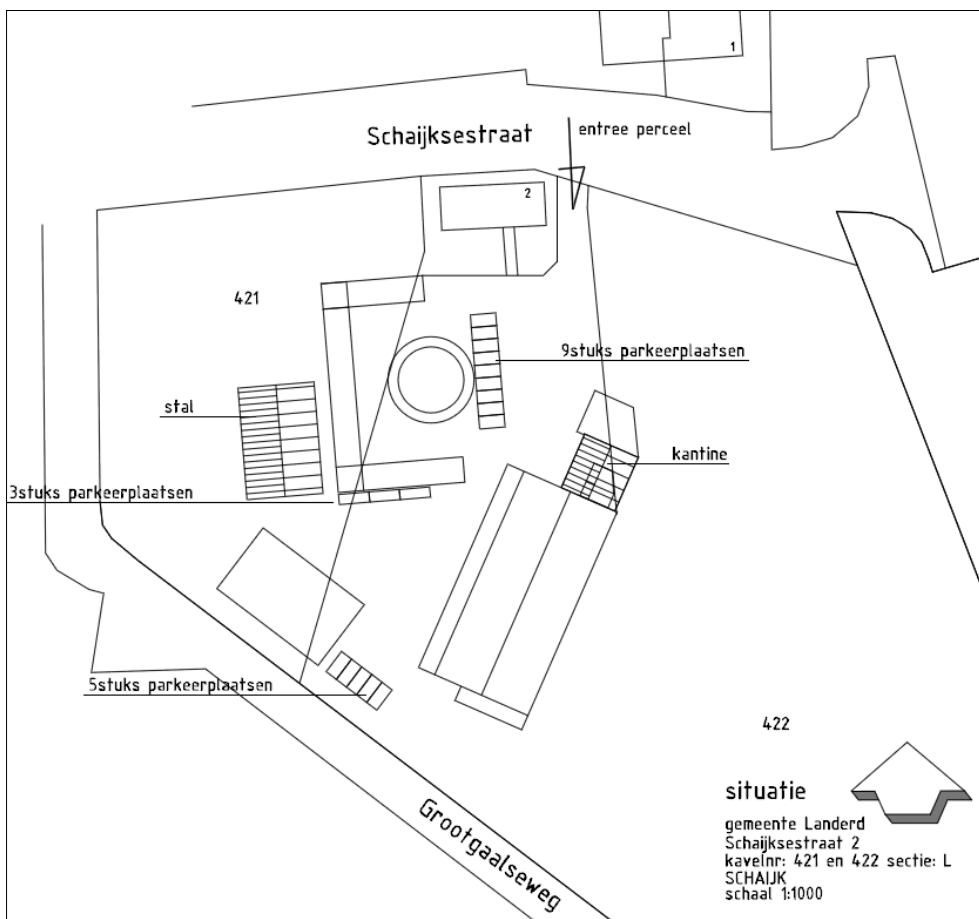 1
Schaijksestraat
entree perceel
2
421
9stuks parkeerplaatsen
stal
kantine
3stuks parkeerplaatsen
5stuks parkeerplaatsen
422
Grootgaalseweg
situatie
gemeente Landerd
Schaijksestraat 2
kavelnr: 421 en 422 sectie: L
SCHAIJK
schaal 1:1000